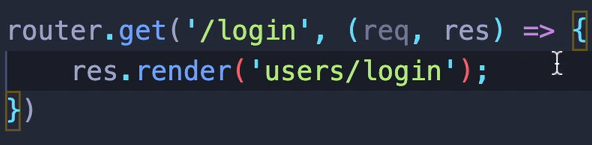 router.get('/login', (req, res) => {
    res.render('users/login');
})